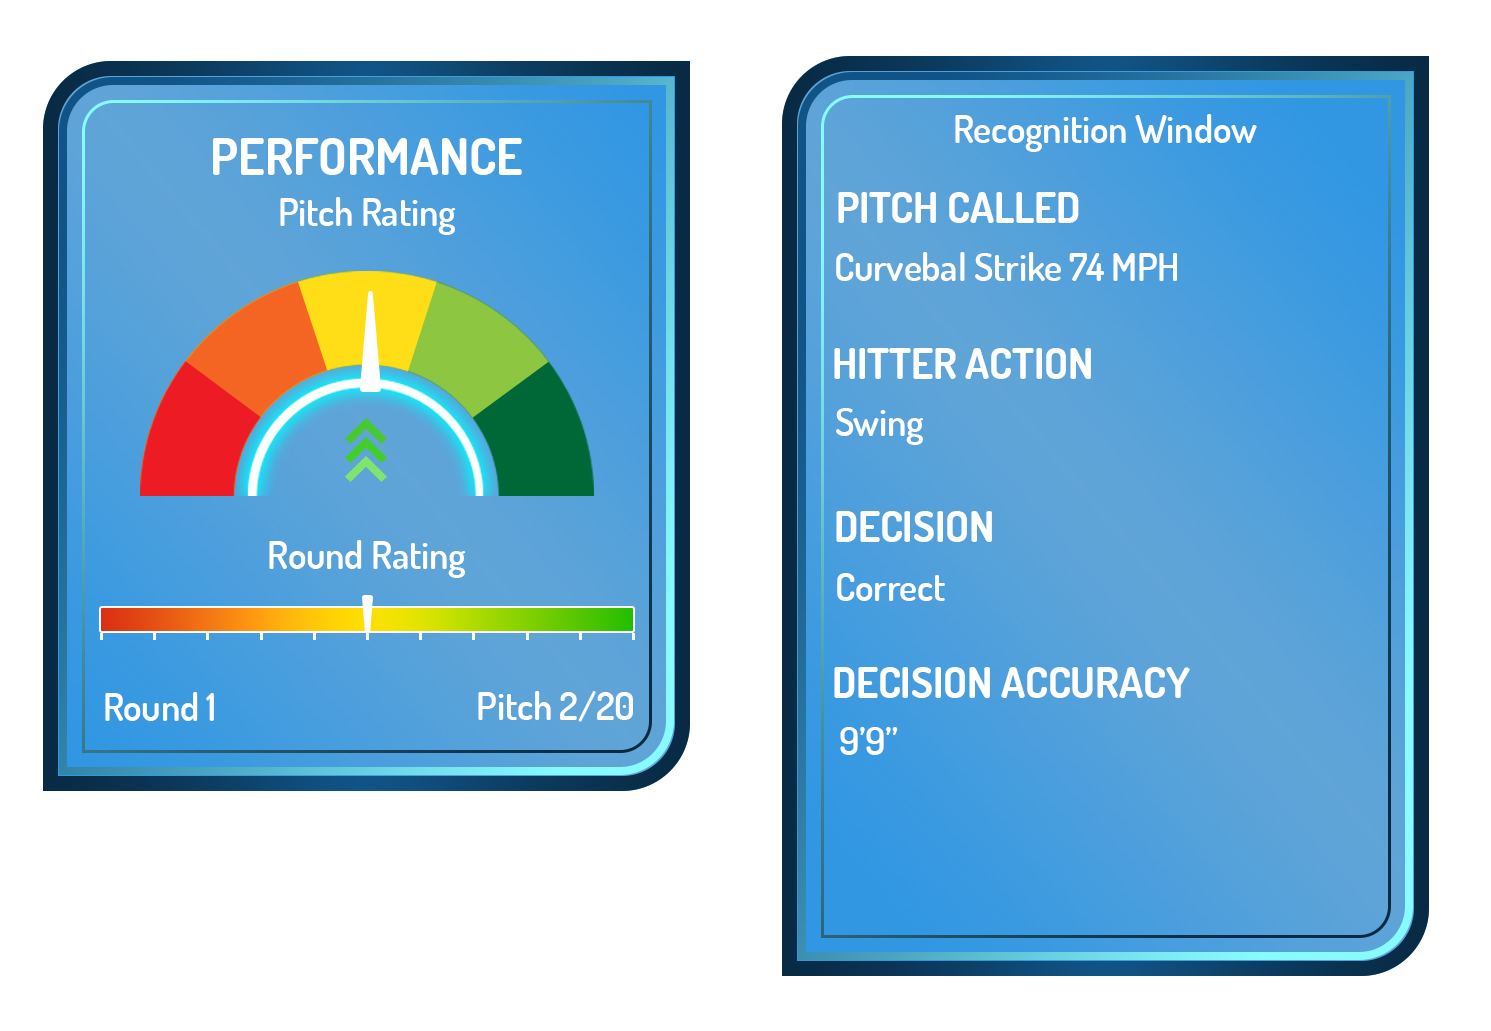 PERFORMANCE
Pitch Rating
Round Rating
Round 1
Pitch 2/20
Recognition Window
PITCH CALLED
Curvebal Strike 74 MPH
HITTER ACTION
Swing
DECISION
Correct
DECISION ACCURACY
9’9”